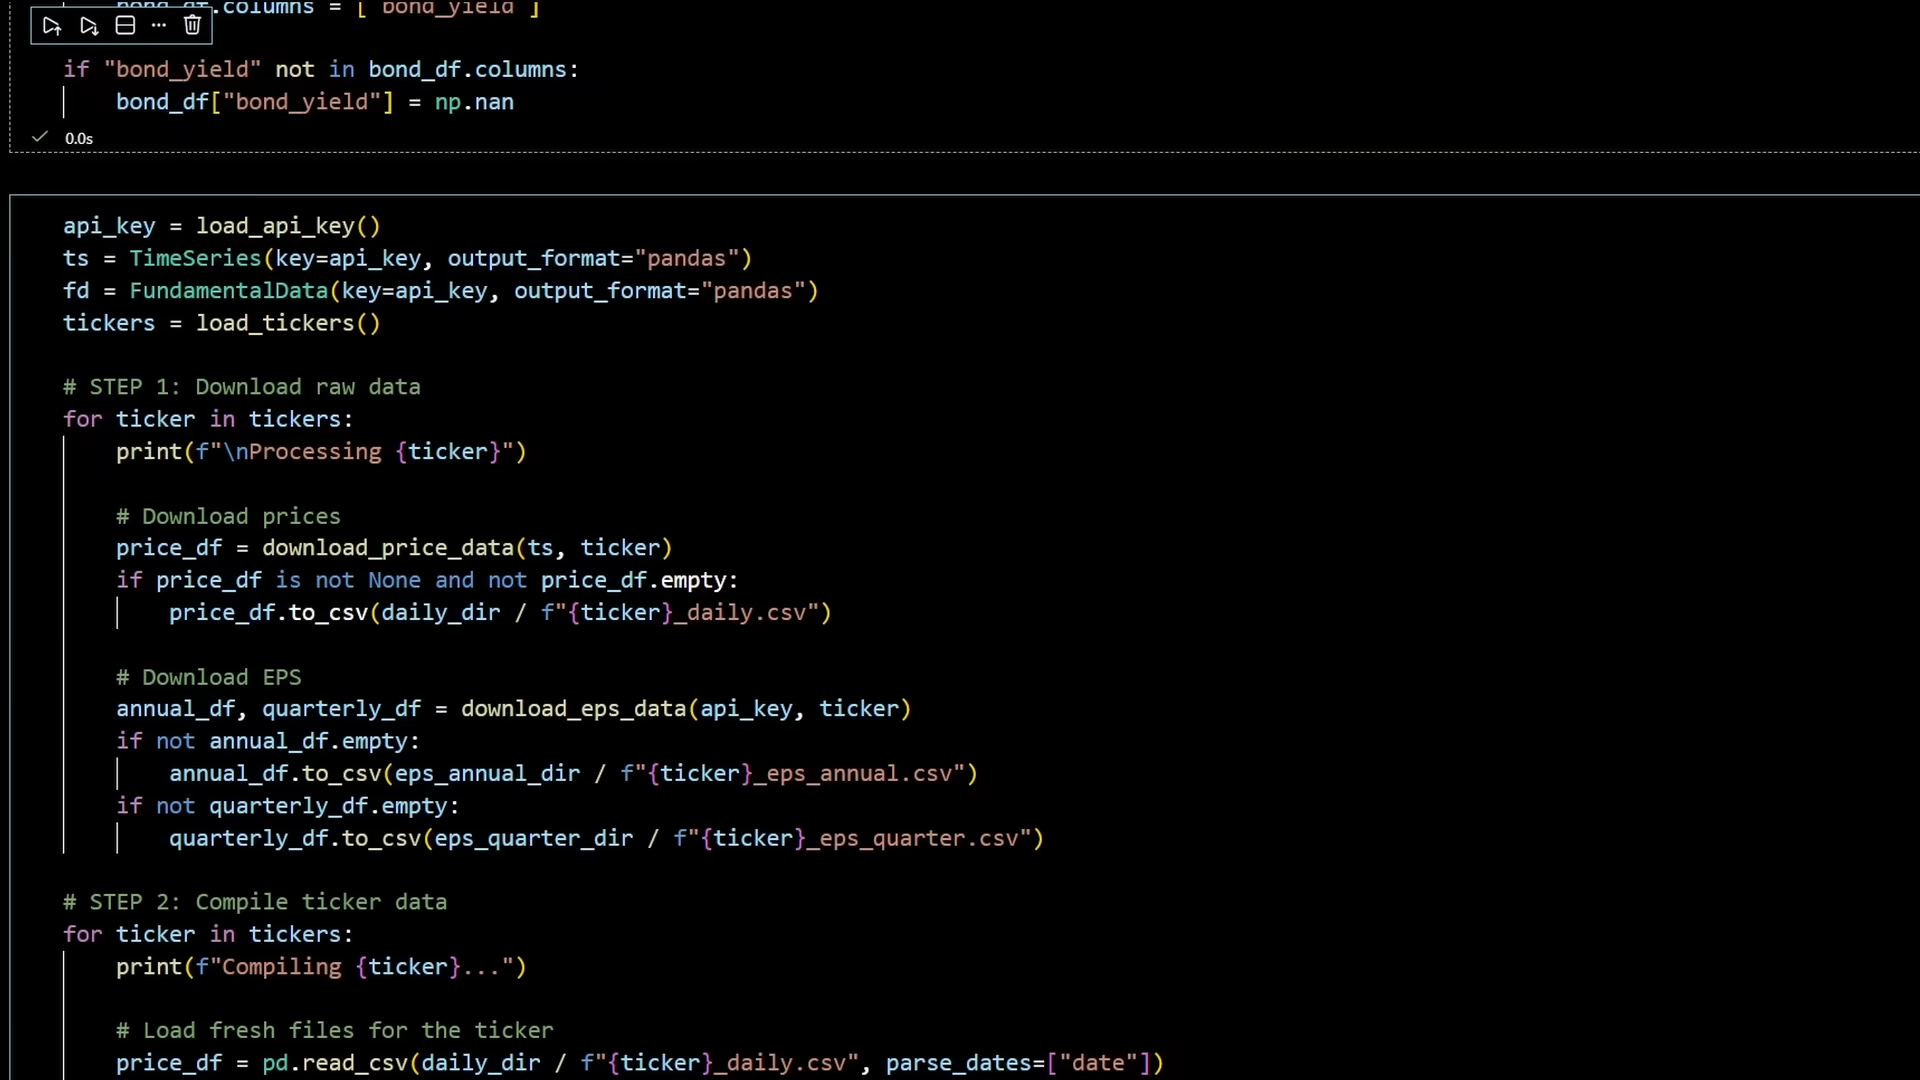 bond_df.columns = ["bond_yield"]
if "bond_yield" not in bond_df.columns:
bond_df["bond_yield"] = np.nan
0.0s
api_key = load_api_key()
ts = TimeSeries(key=api_key, output_format="pandas")
fd = FundamentalData(key=api_key, output_format="pandas")
tickers = load_tickers()
# STEP 1: Download raw data
for ticker in tickers:
print(f"\nProcessing {ticker}")
# Download prices
price_df = download_price_data(ts, ticker)
if price_df is not None and not price_df.empty:
price_df.to_csv(daily_dir / f"{ticker}_daily.csv")
# Download EPS
annual_df, quarterly_df = download_eps_data(api_key, ticker)
if not annual_df.empty:
annual_df.to_csv(eps_annual_dir / f"{ticker}_eps_annual.csv")
if not quarterly_df.empty:
quarterly_df.to_csv(eps_quarter_dir / f"{ticker}_eps_quarter.csv")
# STEP 2: Compile ticker data
for ticker in tickers:
print(f"Compiling {ticker}...")
# Load fresh files for the ticker
price_df = pd.read_csv(daily_dir / f"{ticker}_daily.csv", parse_dates=["date"])